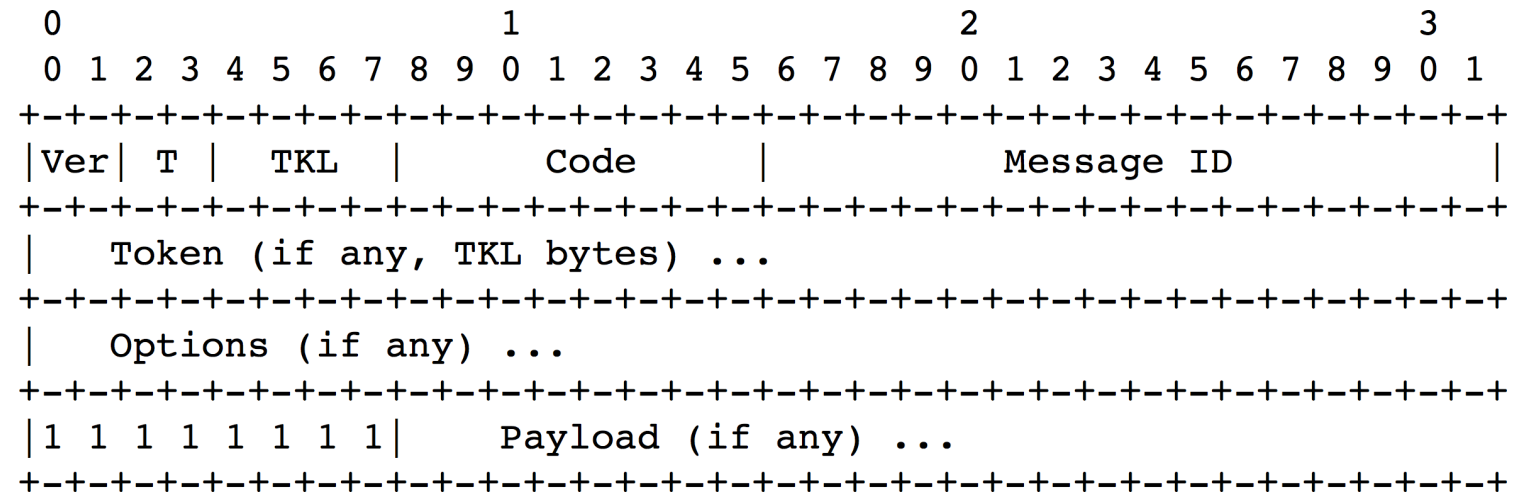 0                   1                   2                   3
 0 1 2 3 4 5 6 7 8 9 0 1 2 3 4 5 6 7 8 9 0 1 2 3 4 5 6 7 8 9 0 1
+-+-+-+-+-+-+-+-+-+-+-+-+-+-+-+-+-+-+-+-+-+-+-+-+-+-+-+-+-+-+-+-+
|Ver| T |  TKL  |      Code     |          Message ID           |
+-+-+-+-+-+-+-+-+-+-+-+-+-+-+-+-+-+-+-+-+-+-+-+-+-+-+-+-+-+-+-+-+
|   Token (if any, TKL bytes) ...
+-+-+-+-+-+-+-+-+-+-+-+-+-+-+-+-+-+-+-+-+-+-+-+-+-+-+-+-+-+-+-+-+
|   Options (if any) ...
+-+-+-+-+-+-+-+-+-+-+-+-+-+-+-+-+-+-+-+-+-+-+-+-+-+-+-+-+-+-+-+-+
|1 1 1 1 1 1 1 1|    Payload (if any) ...
+-+-+-+-+-+-+-+-+-+-+-+-+-+-+-+-+-+-+-+-+-+-+-+-+-+-+-+-+-+-+-+-+